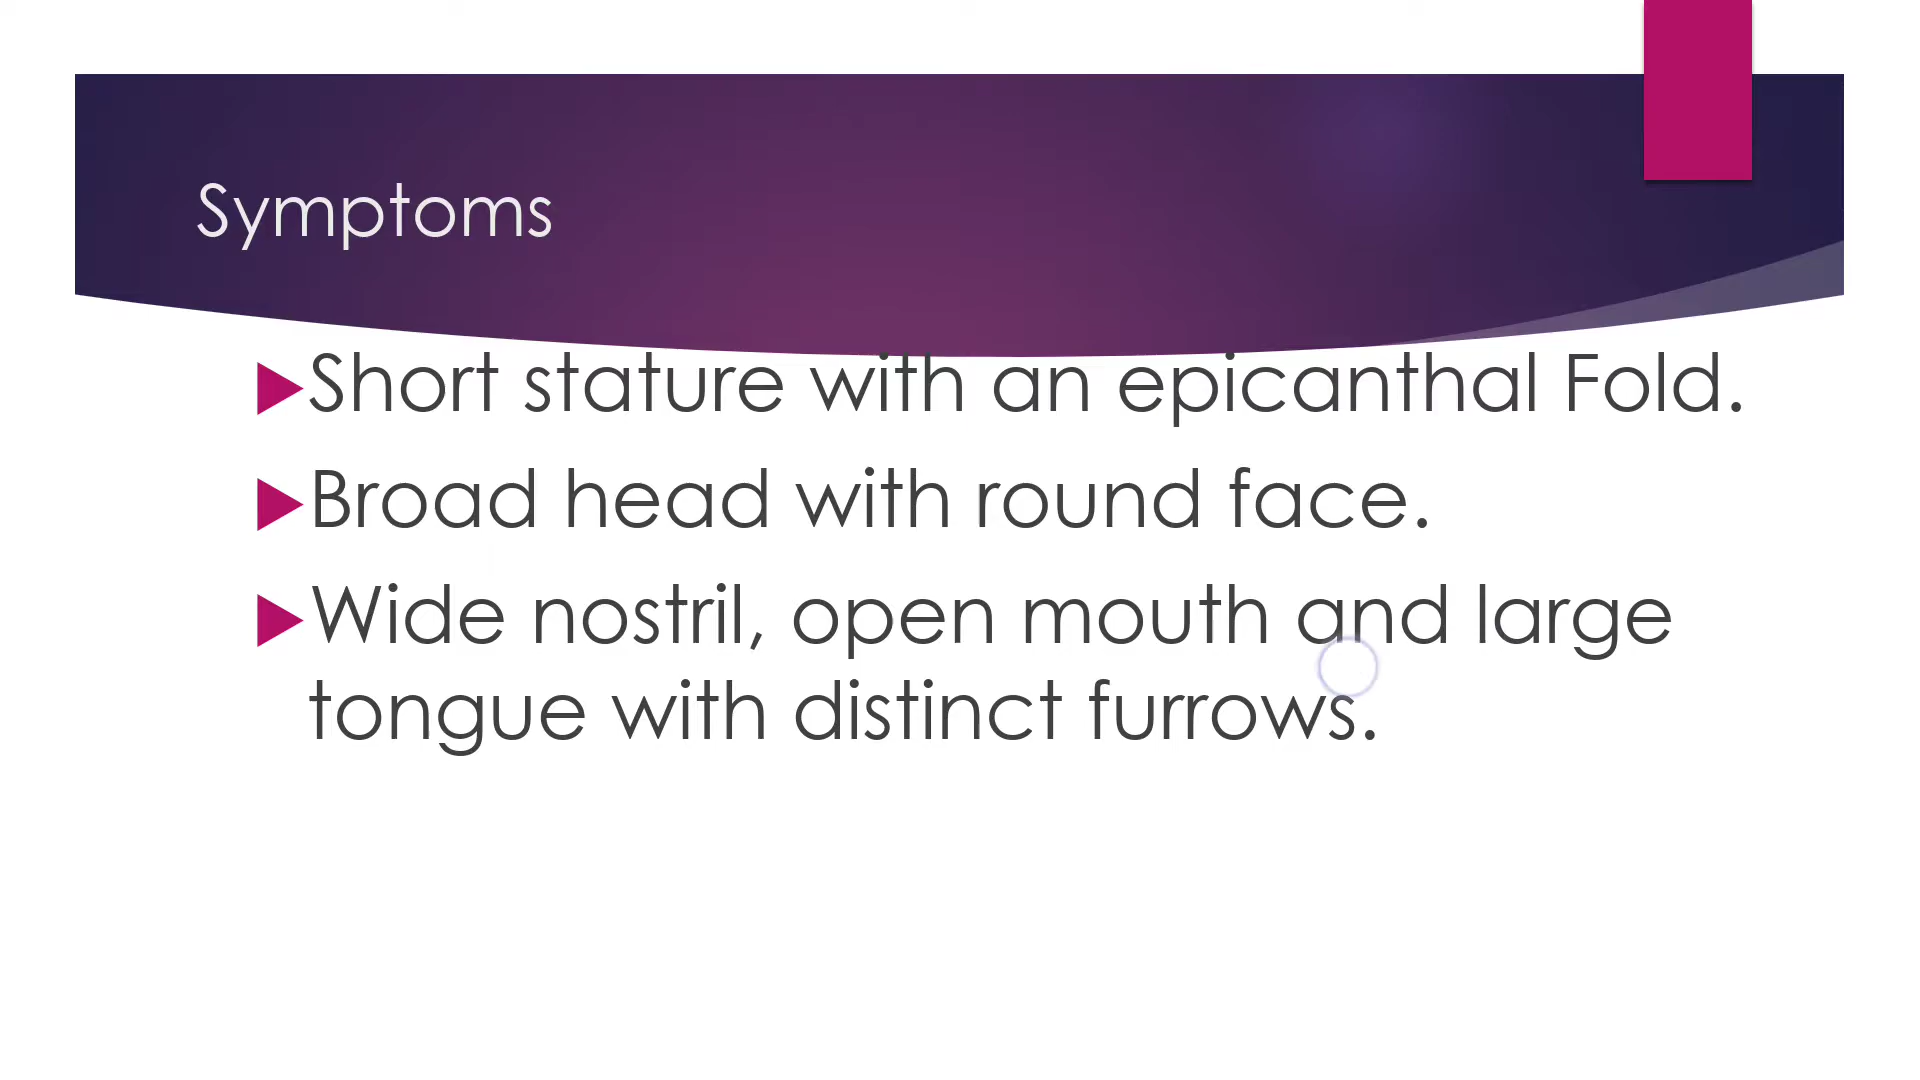 Symptoms
Short stature with an epicanthal Fold.
Broad head with round face.
Wide nostril, open mouth and large
tongue with distinct furrows.